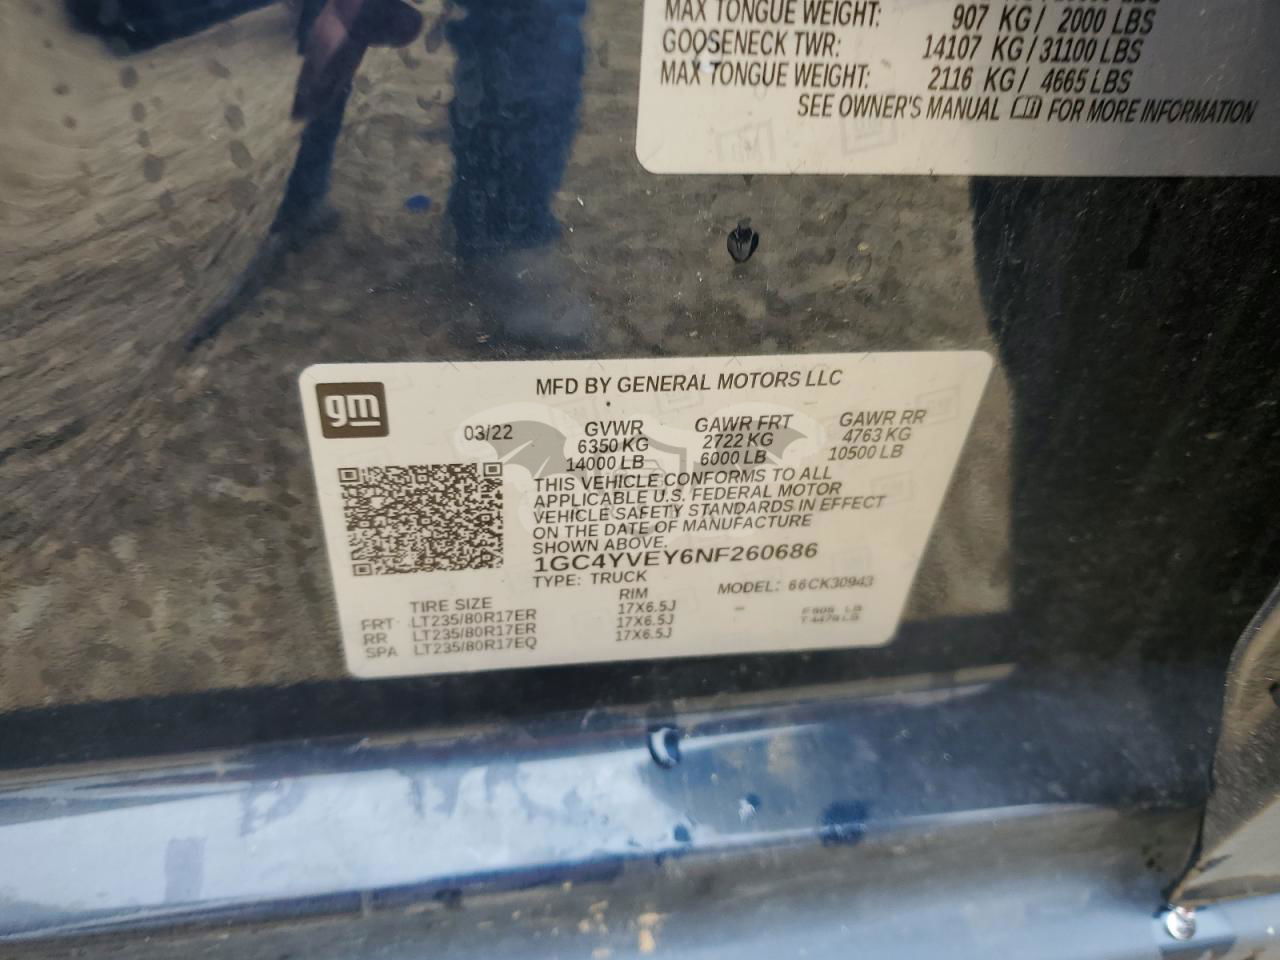 MAX TONGUE WEIGHT: 907 KG / 2000 LBS
GOOSENECK TWR: 14107 KG / 31100 LBS
MAX TONGUE WEIGHT: 2116 KG / 4665 LBS
SEE OWNER'S MANUAL FOR MORE INFORMATION
gm
MFD BY GENERAL MOTORS LLC
03/22 GVWR GAWR FRT GAWR RR
6350 KG 2722 KG 4763 KG
14000 LB 6000 LB 10500 LB
THIS VEHICLE CONFORMS TO ALL
APPLICABLE U.S. FEDERAL MOTOR
VEHICLE SAFETY STANDARDS IN EFFECT
ON THE DATE OF MANUFACTURE
SHOWN ABOVE.
1GC4YVEY6NF260686
TYPE: TRUCK MODEL: 66CK30943
TIRE SIZE RIM
FRT LT235/80R17ER 17X6.5J
RR LT235/80R17ER 17X6.5J
SPA LT235/80R17EQ 17X6.5J